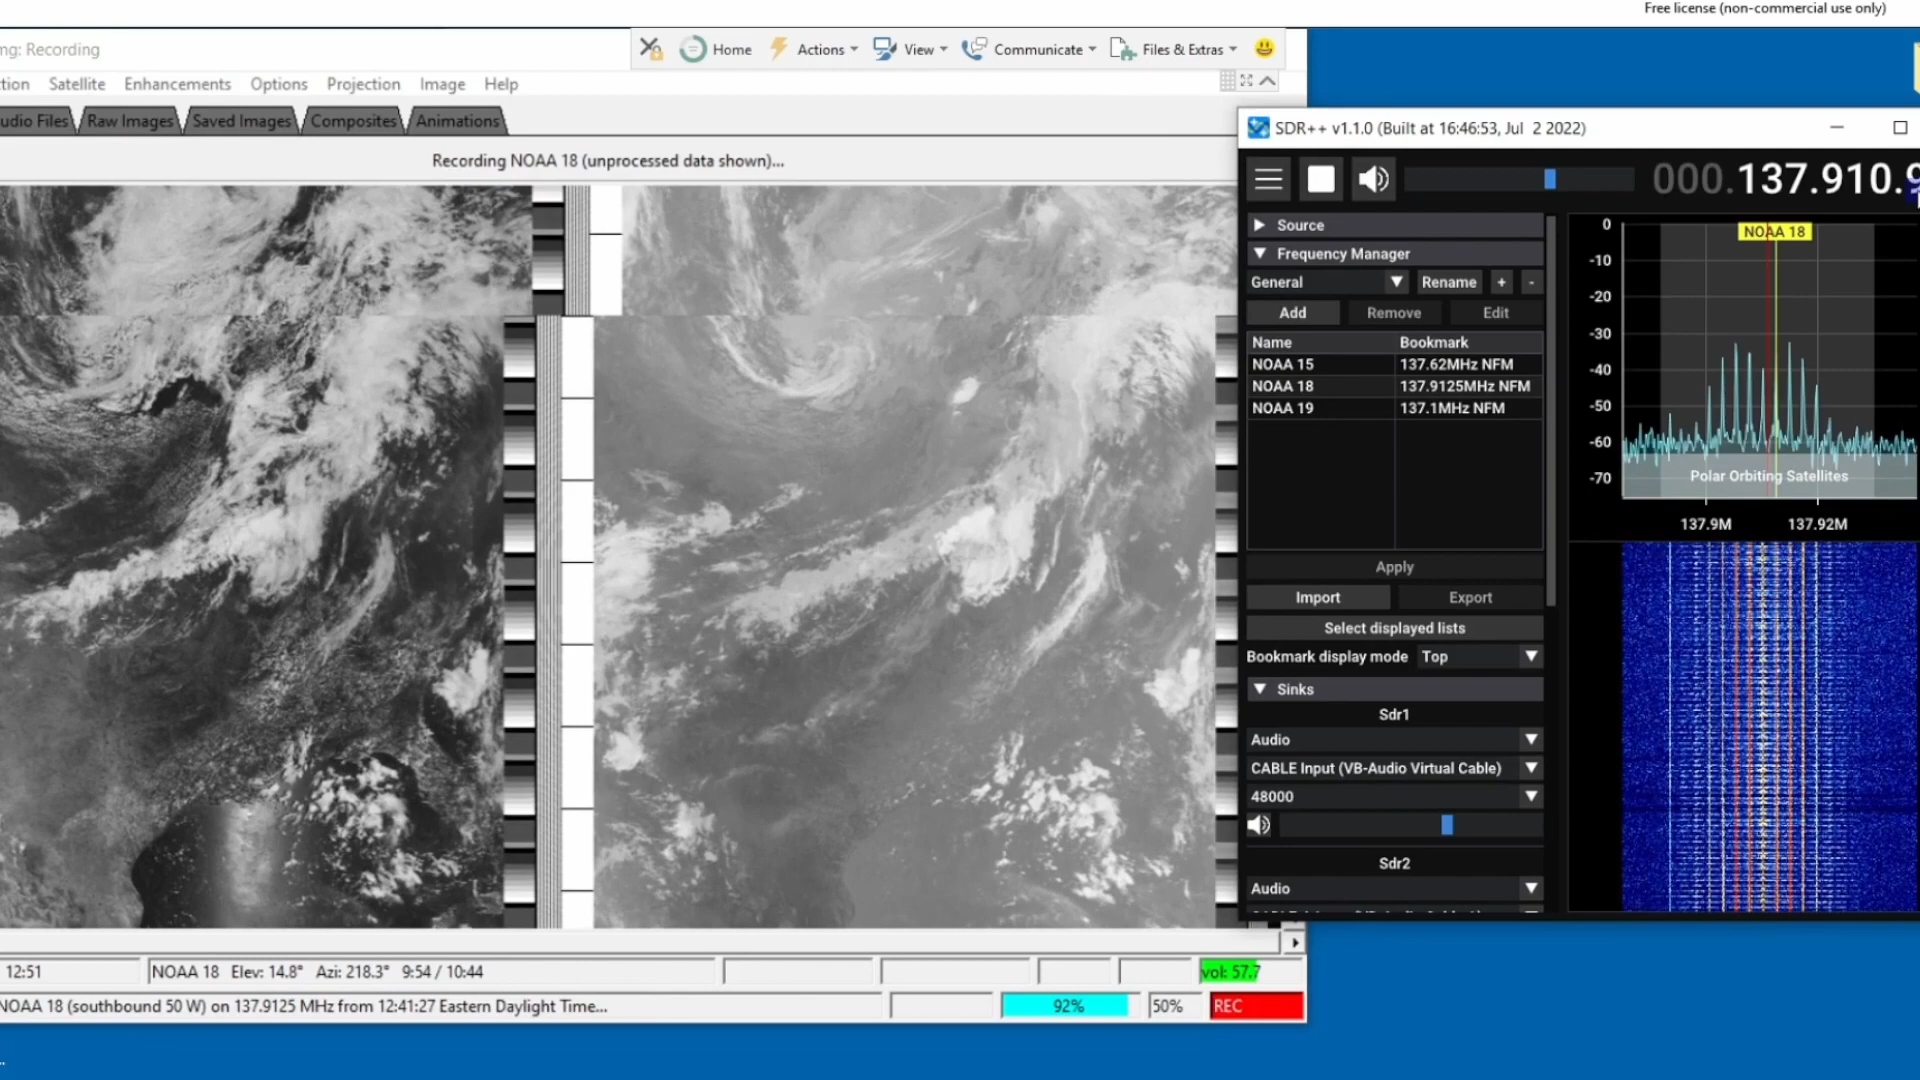 Free license (non-commercial use only)
ng: Recording
Home Actions View Communicate Files & Extras
tion Satellite Enhancements Options Projection Image Help
udio Files Raw Images Saved Images Composites Animations
Recording NOAA 18 (unprocessed data shown)...
SDR++ v1.1.0 (Built at 16:46:53, Jul 2 2022)
000.137.910.9
Source
Frequency Manager
General Rename + -
Add Remove Edit
Name Bookmark
NOAA 15 137.62MHz NFM
NOAA 18 137.9125MHz NFM
NOAA 19 137.1MHz NFM
Apply
Import Export
Select displayed lists
Bookmark display mode Top
Sinks
Sdr1
Audio
CABLE Input (VB-Audio Virtual Cable)
48000
Sdr2
Audio
0
NOAA 18
-10
-20
-30
-40
-50
-60
-70
Polar Orbiting Satellites
137.9M 137.92M
12:51
NOAA 18 Elev: 14.8° Azi: 218.3° 9:54 / 10:44
vol: 57.7
NOAA 18 (southbound 50 W) on 137.9125 MHz from 12:41:27 Eastern Daylight Time...
92%
50%
REC